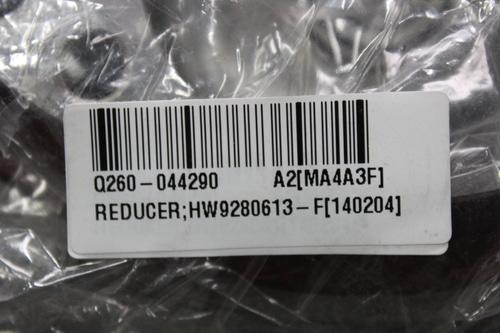 Q260-044290 A2[MA4A3F]
REDUCER;HW9280613-F[140204]